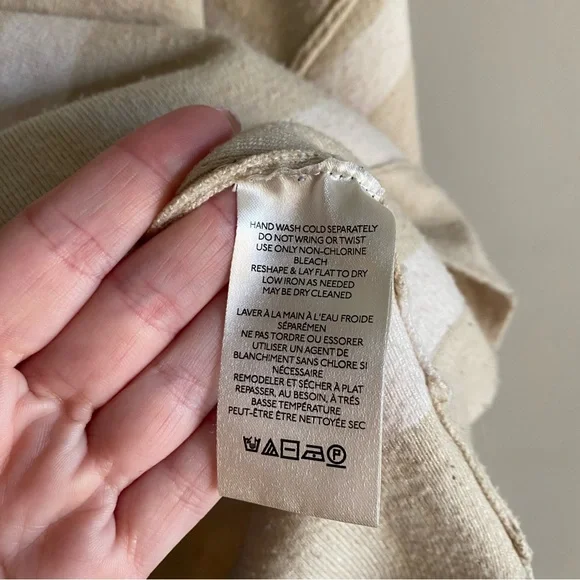 HAND WASH COLD SEPARATELY
DO NOT WRING OR TWIST
USE ONLY NON-CHLORINE
BLEACH
RESHAPE & LAY FLAT TO DRY
LOW IRON AS NEEDED
MAY BE DRY CLEANED
LAVER À LA MAIN À L'EAU FROIDE
SÉPARÉMEN
NE PAS TORDRE OU ESSORER
UTILISER UN AGENT DE
BLANCHIMENT SANS CHLORE SI
NÉCESSAIRE
REMODELER ET SÉCHER À PLAT
REPASSER, AU BESOIN, À TRÉS
BASSE TEMPÉRATURE
PEUT-ÊTRE ÊTRE NETTOYÉE SEC
P